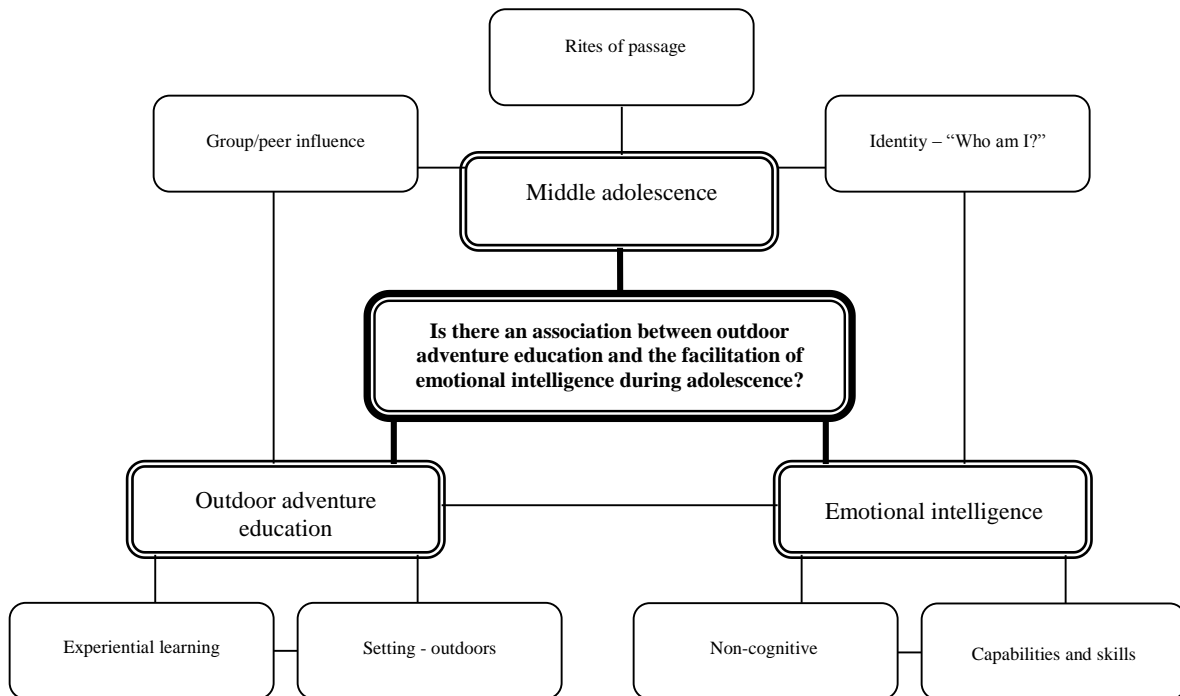 Rites of passage
Group/peer influence
Identity – “Who am I?”
Middle adolescence
Is there an association between outdoor
adventure education and the facilitation of
emotional intelligence during adolescence?
Outdoor adventure
education
Emotional intelligence
Experiential learning
Setting - outdoors
Non-cognitive
Capabilities and skills